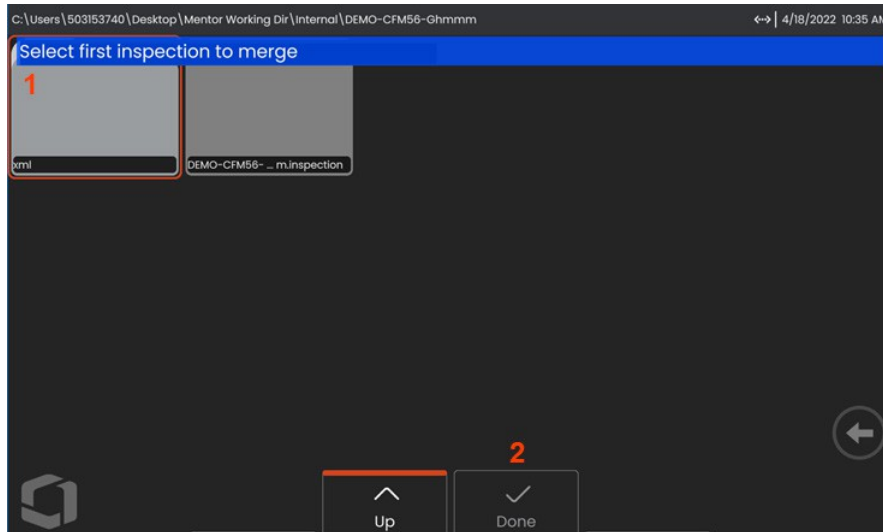 C:\Users\503153740\Desktop\Mentor Working Dir\Internal\DEMO-CFM56-Ghmmm 4/18/2022 10:35 AM
Select first inspection to merge
1
xml DEMO-CFM56- ... m.inspection
2
Up Done